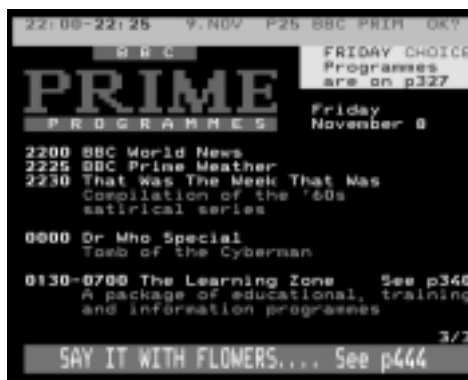 22:00-22:25 9.NOV P25 BBC PRIM OK?
BBC
PRIME
PROGRAMMES
FRIDAY CHOICE
Programmes
are on p327
Friday
November 8
2200 BBC World News
2225 BBC Prime Weather
2230 That Was The Week That Was
Compilation of the '60s
satirical series
0000 Dr Who Special
Tomb of the Cyberman
0130-0700 The Learning Zone See p340
A package of educational, training
and information programmes
3/3
SAY IT WITH FLOWERS.... See p444